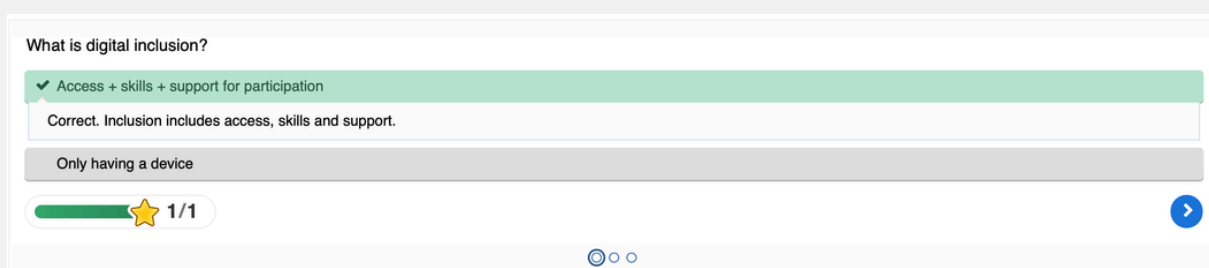 What is digital inclusion?
Access + skills + support for participation
Correct. Inclusion includes access, skills and support.
Only having a device
1/1